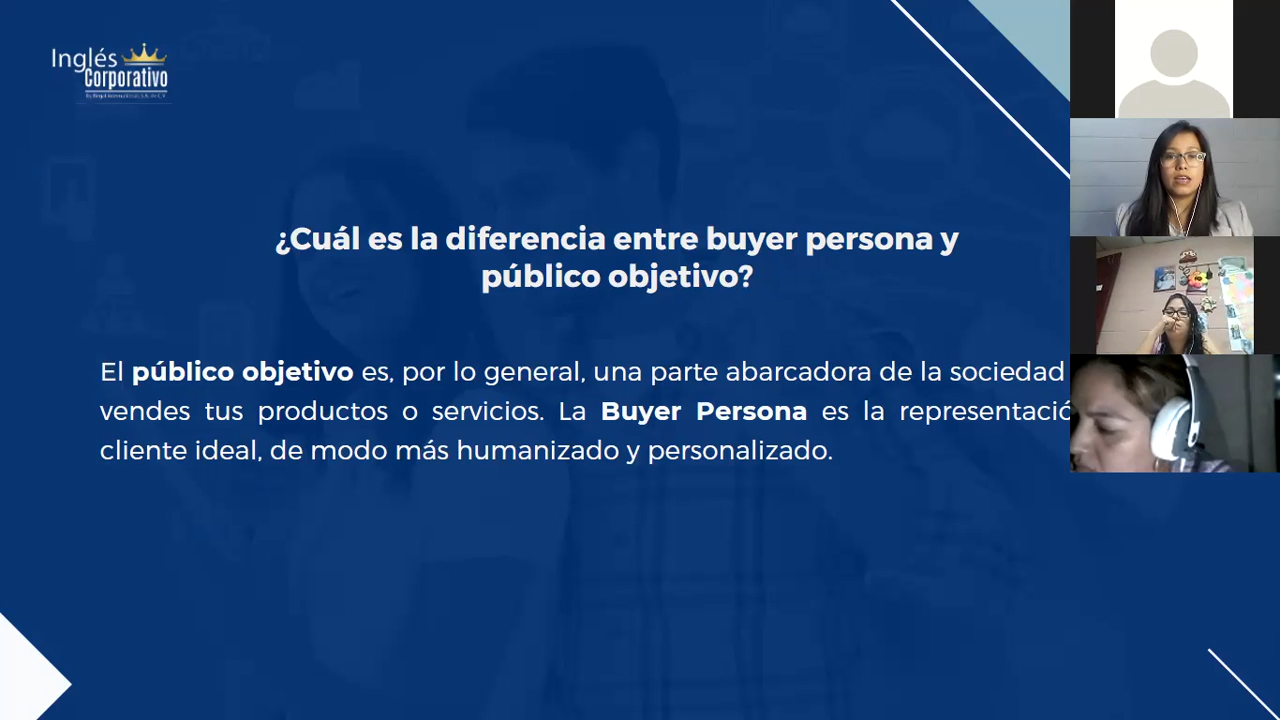 Inglés
Corporativo
¿Cuál es la diferencia entre buyer persona y
público objetivo?
El público objetivo es, por lo general, una parte abarcadora de la sociedad
vendes tus productos o servicios. La Buyer Persona es la
cliente ideal, de modo más humanizado y personalizado.